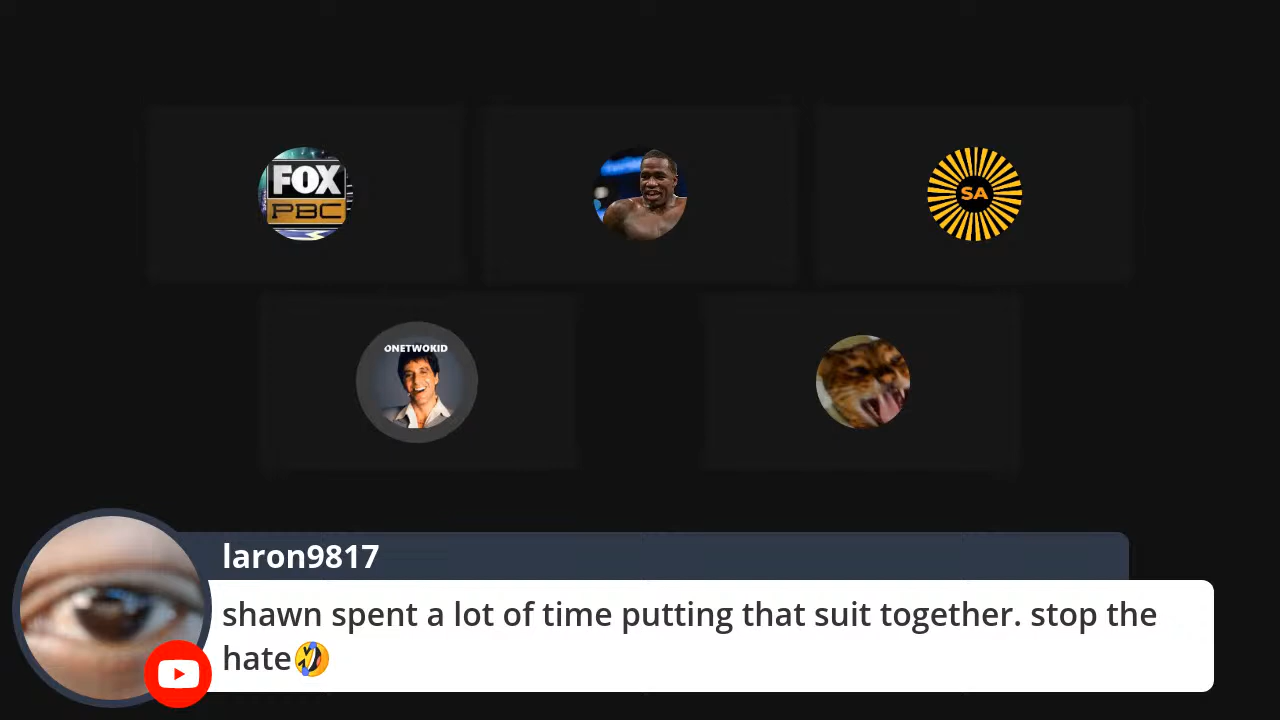 FOX
PBC
SA
ONETWOKID
laron9817
shawn spent a lot of time putting that suit together. stop the
hate🤣